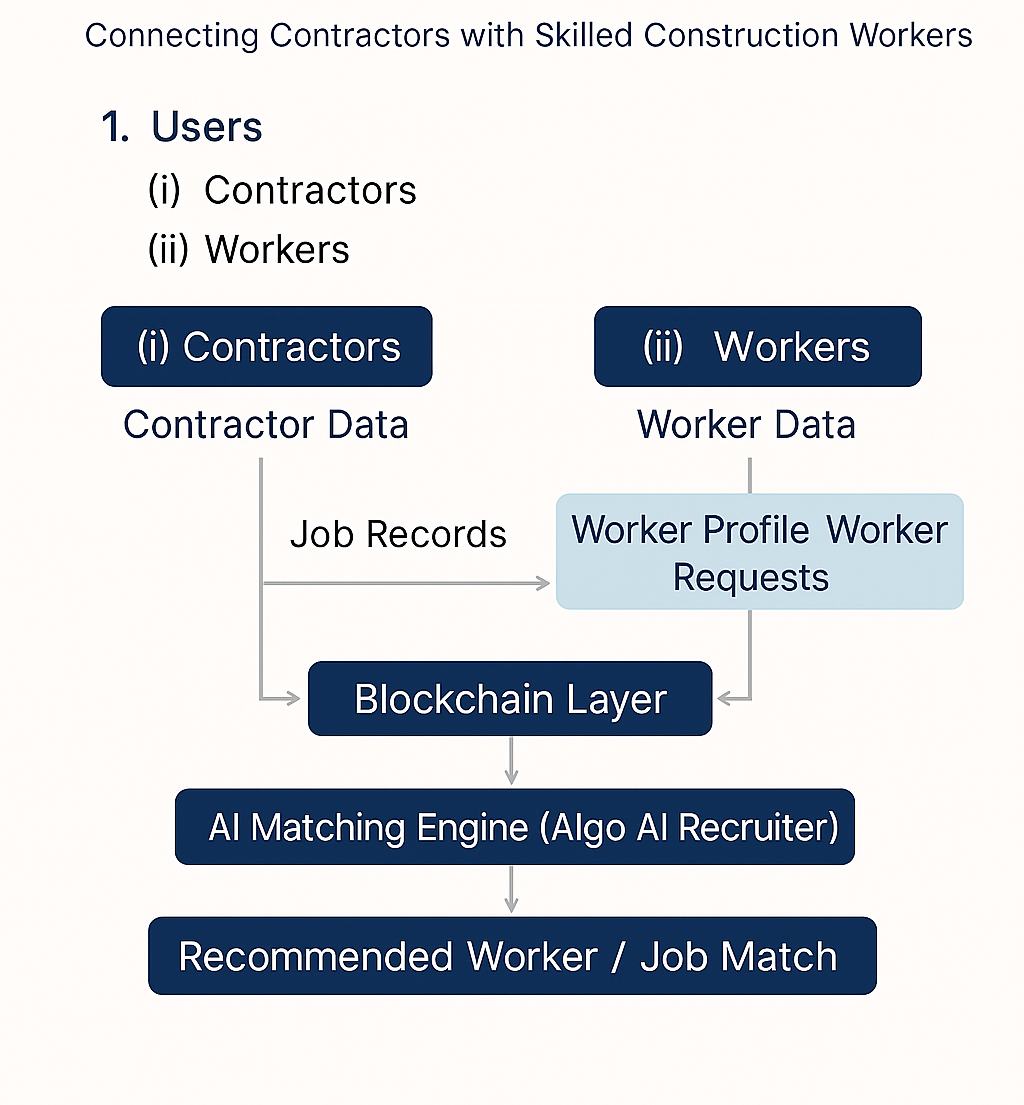 Connecting Contractors with Skilled Construction Workers
1. Users
(i) Contractors
(ii) Workers
(i) Contractors
(ii) Workers
Contractor Data
Worker Data
Job Records
Worker Profile Worker
Requests
Blockchain Layer
AI Matching Engine (Algo AI Recruiter)
Recommended Worker / Job Match